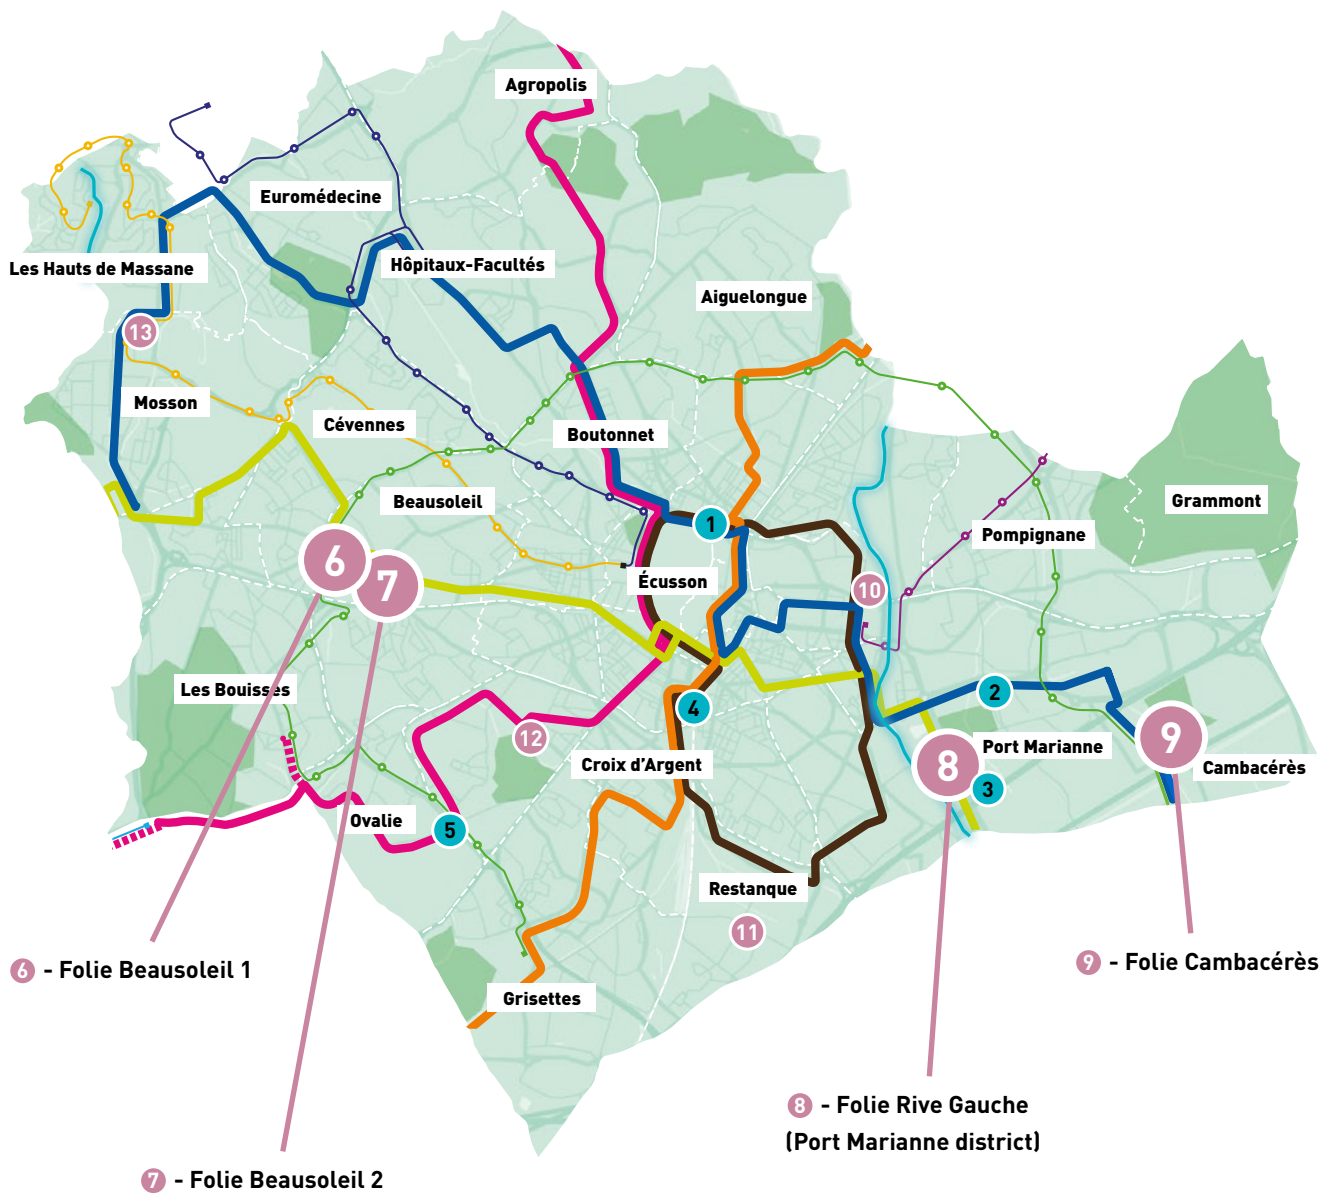 Agropolis
Euromédecine
Les Hauts de Massane
Hôpitaux-Facultés
Aiguelongue
13
Mosson
Cévennes
Boutonnet
Beausoleil
Grammont
1
Pompignane
6
7
Écusson
10
Les Bouisses
2
4
12
Port Marianne
9
Croix d'Argent
8
Cambacérès
3
Ovalie
5
Restanque
11
6 - Folie Beausoleil 1
9 - Folie Cambacérès
Grisettes
8 - Folie Rive Gauche
(Port Marianne district)
7 - Folie Beausoleil 2